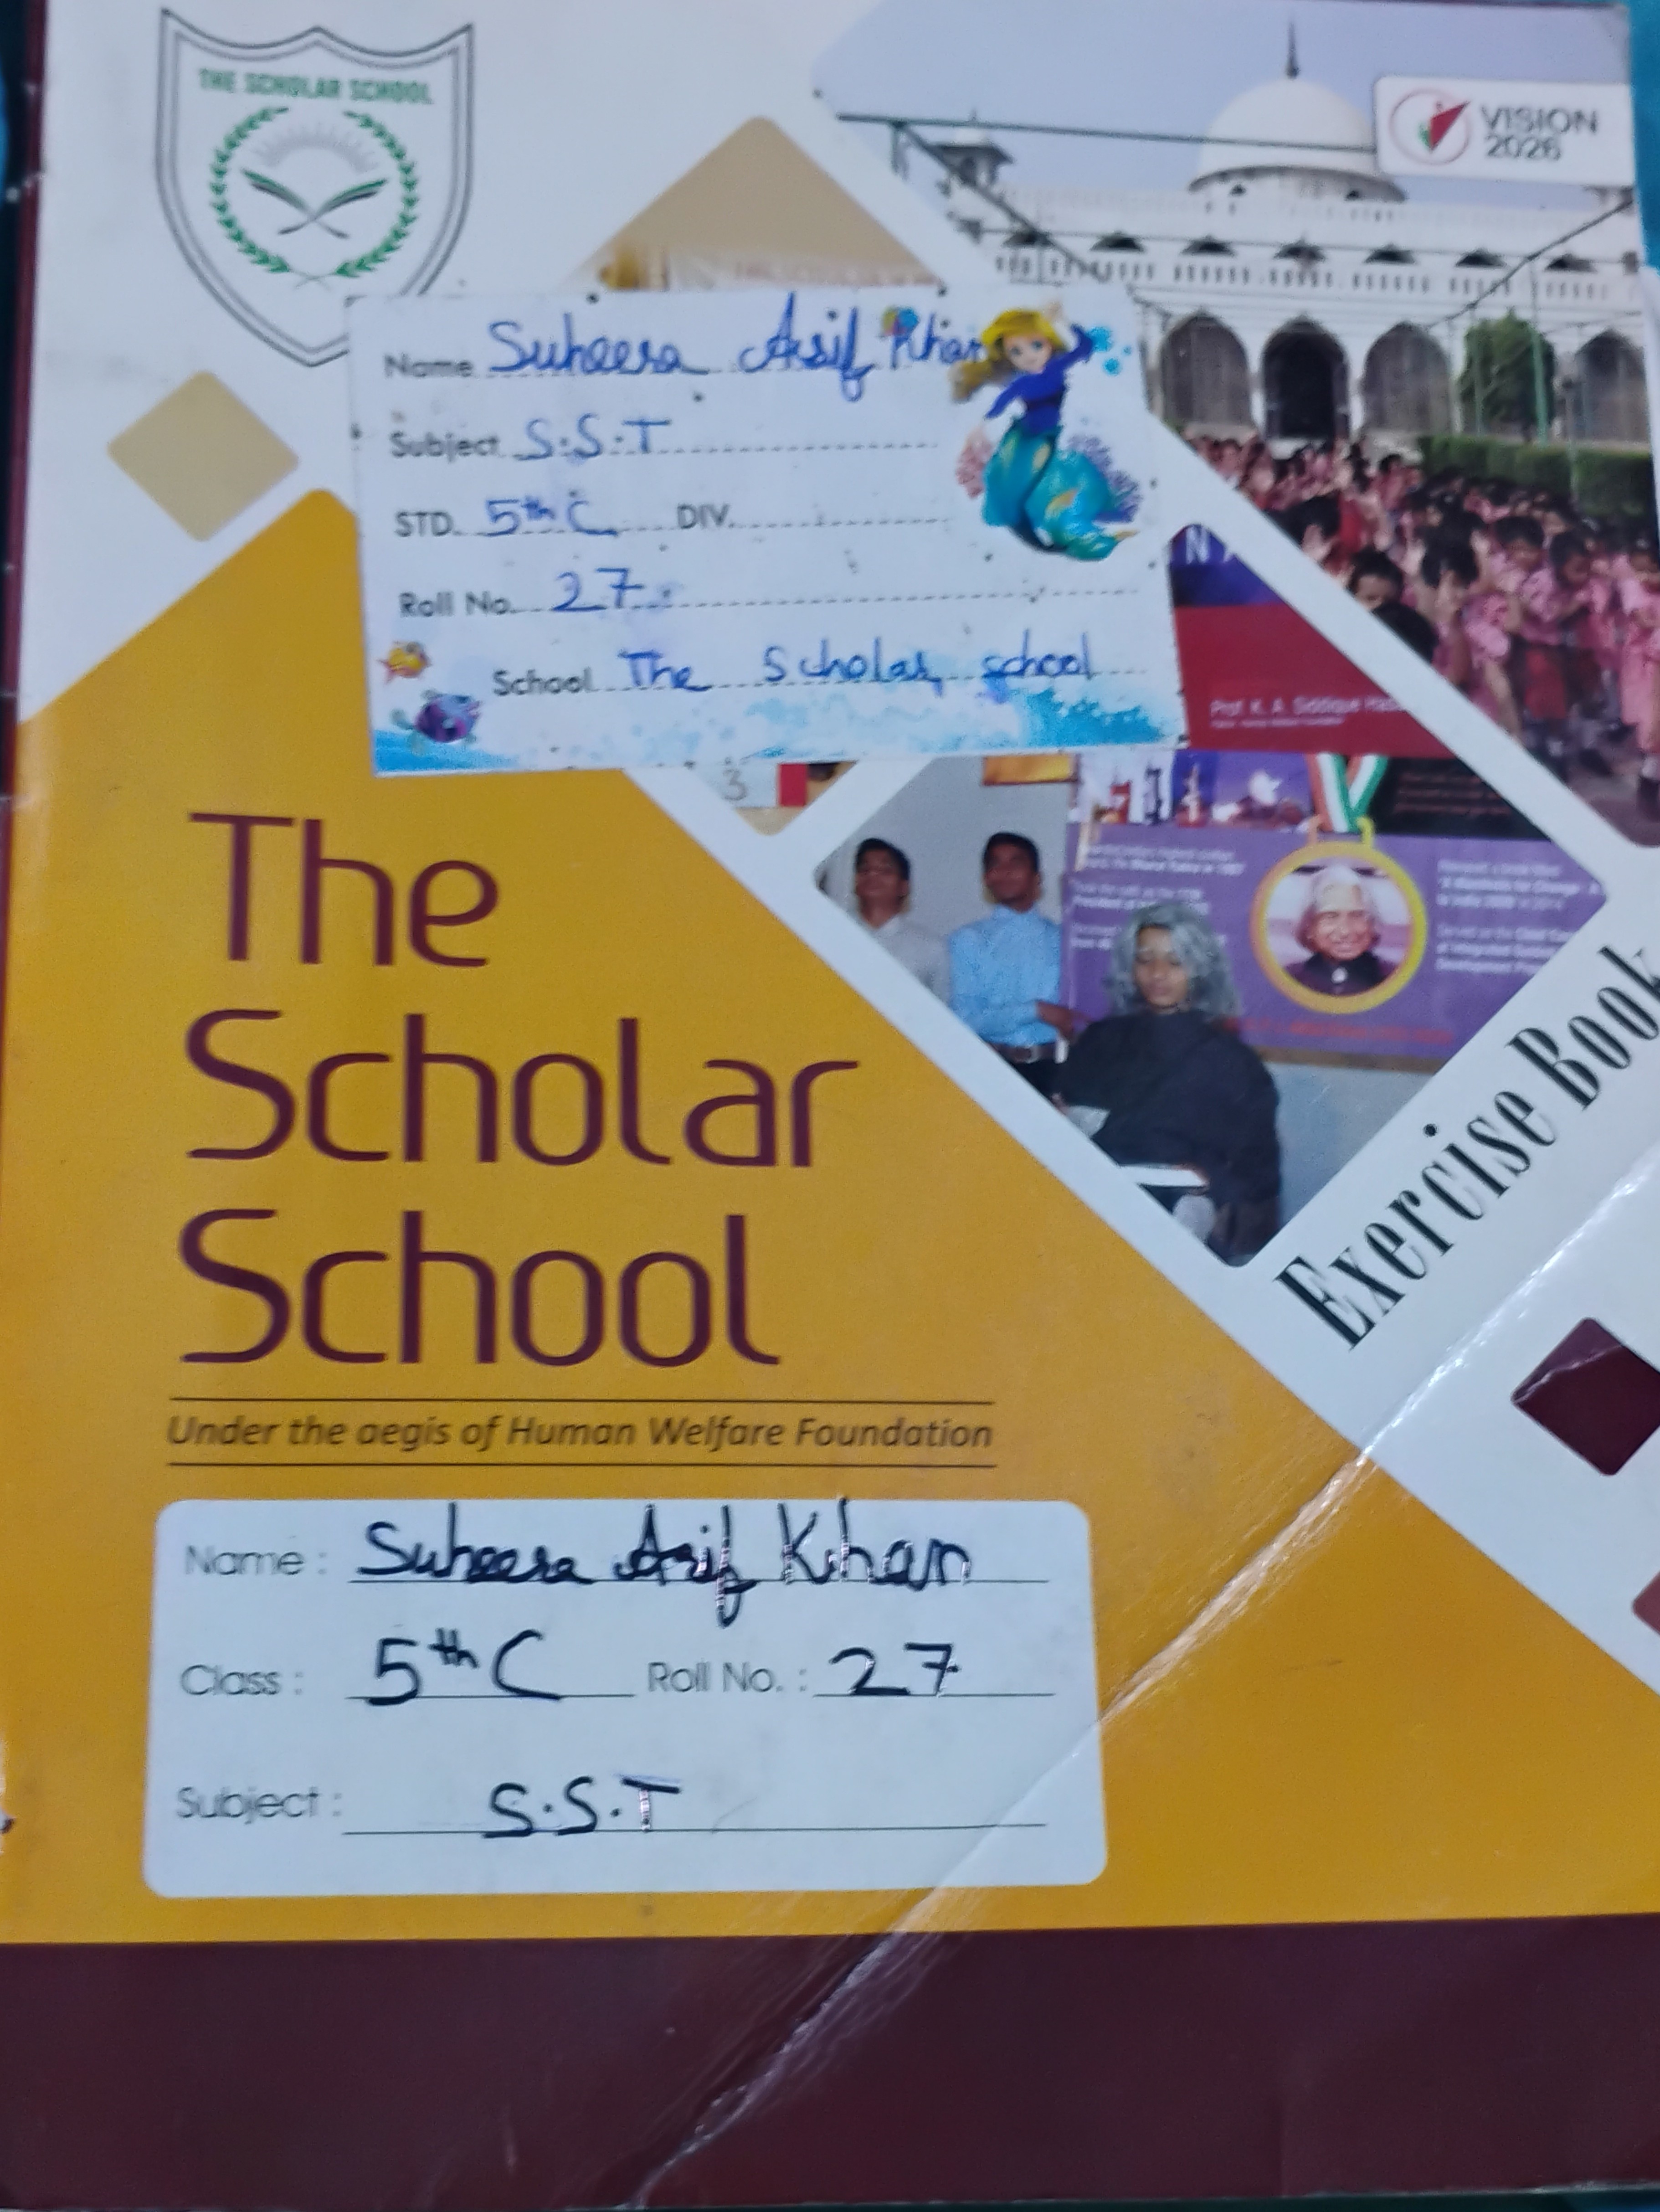 THE SCHOLAR SCHOOL
VISION
2026
Name Suheera Asif Khan
Subject S.S.T
STD. 5th C DIV.
Roll No. 27
School The Scholar school
Prof. K. A. Siddique
3
The
Scholar
School
Exercise Book
Under the aegis of Human Welfare Foundation
Name : Suheera Asif Khan
Class : 5th C Roll No. : 27
Subject : S.S.T